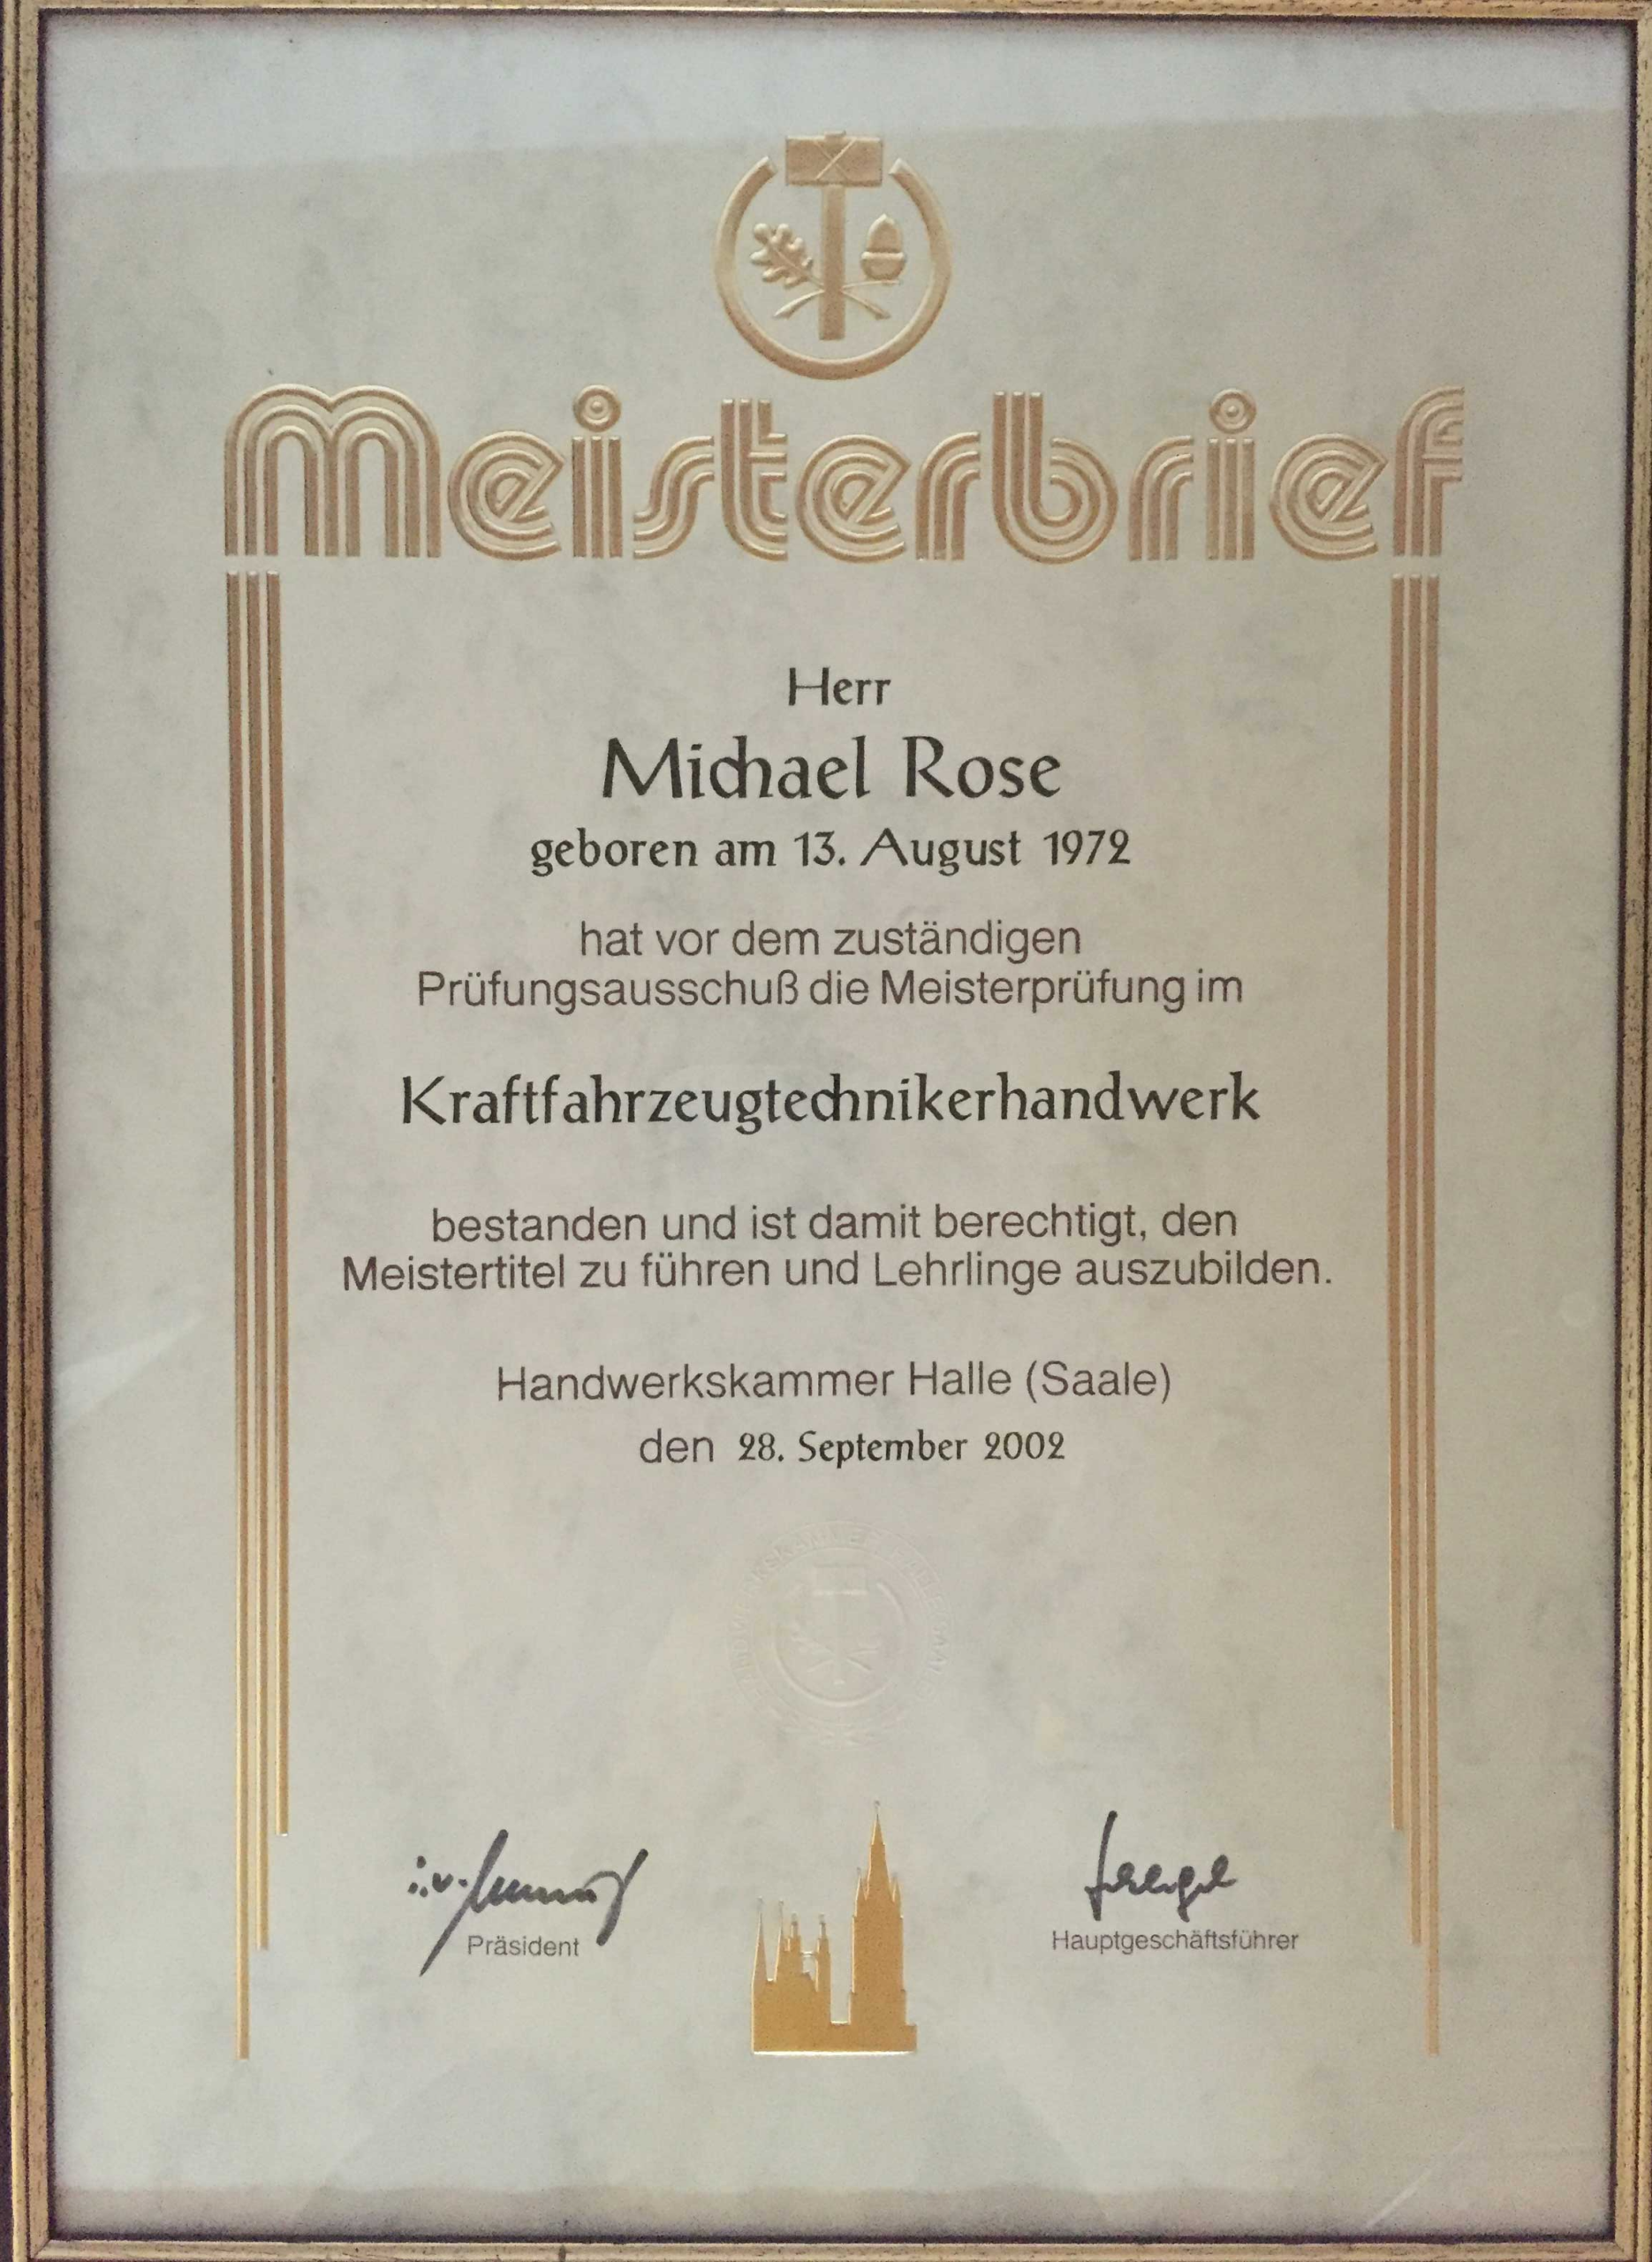 Meisterbrief
Herr
Michael Rose
geboren am 13. August 1972
hat vor dem zuständigen
Prüfungsausschuß die Meisterprüfung im
Kraftfahrzeugtechnikerhandwerk
bestanden und ist damit berechtigt, den
Meistertitel zu führen und Lehrlinge auszubilden.
Handwerkskammer Halle (Saale)
den 28. September 2002
i.v.
Präsident
Hauptgeschäftsführer